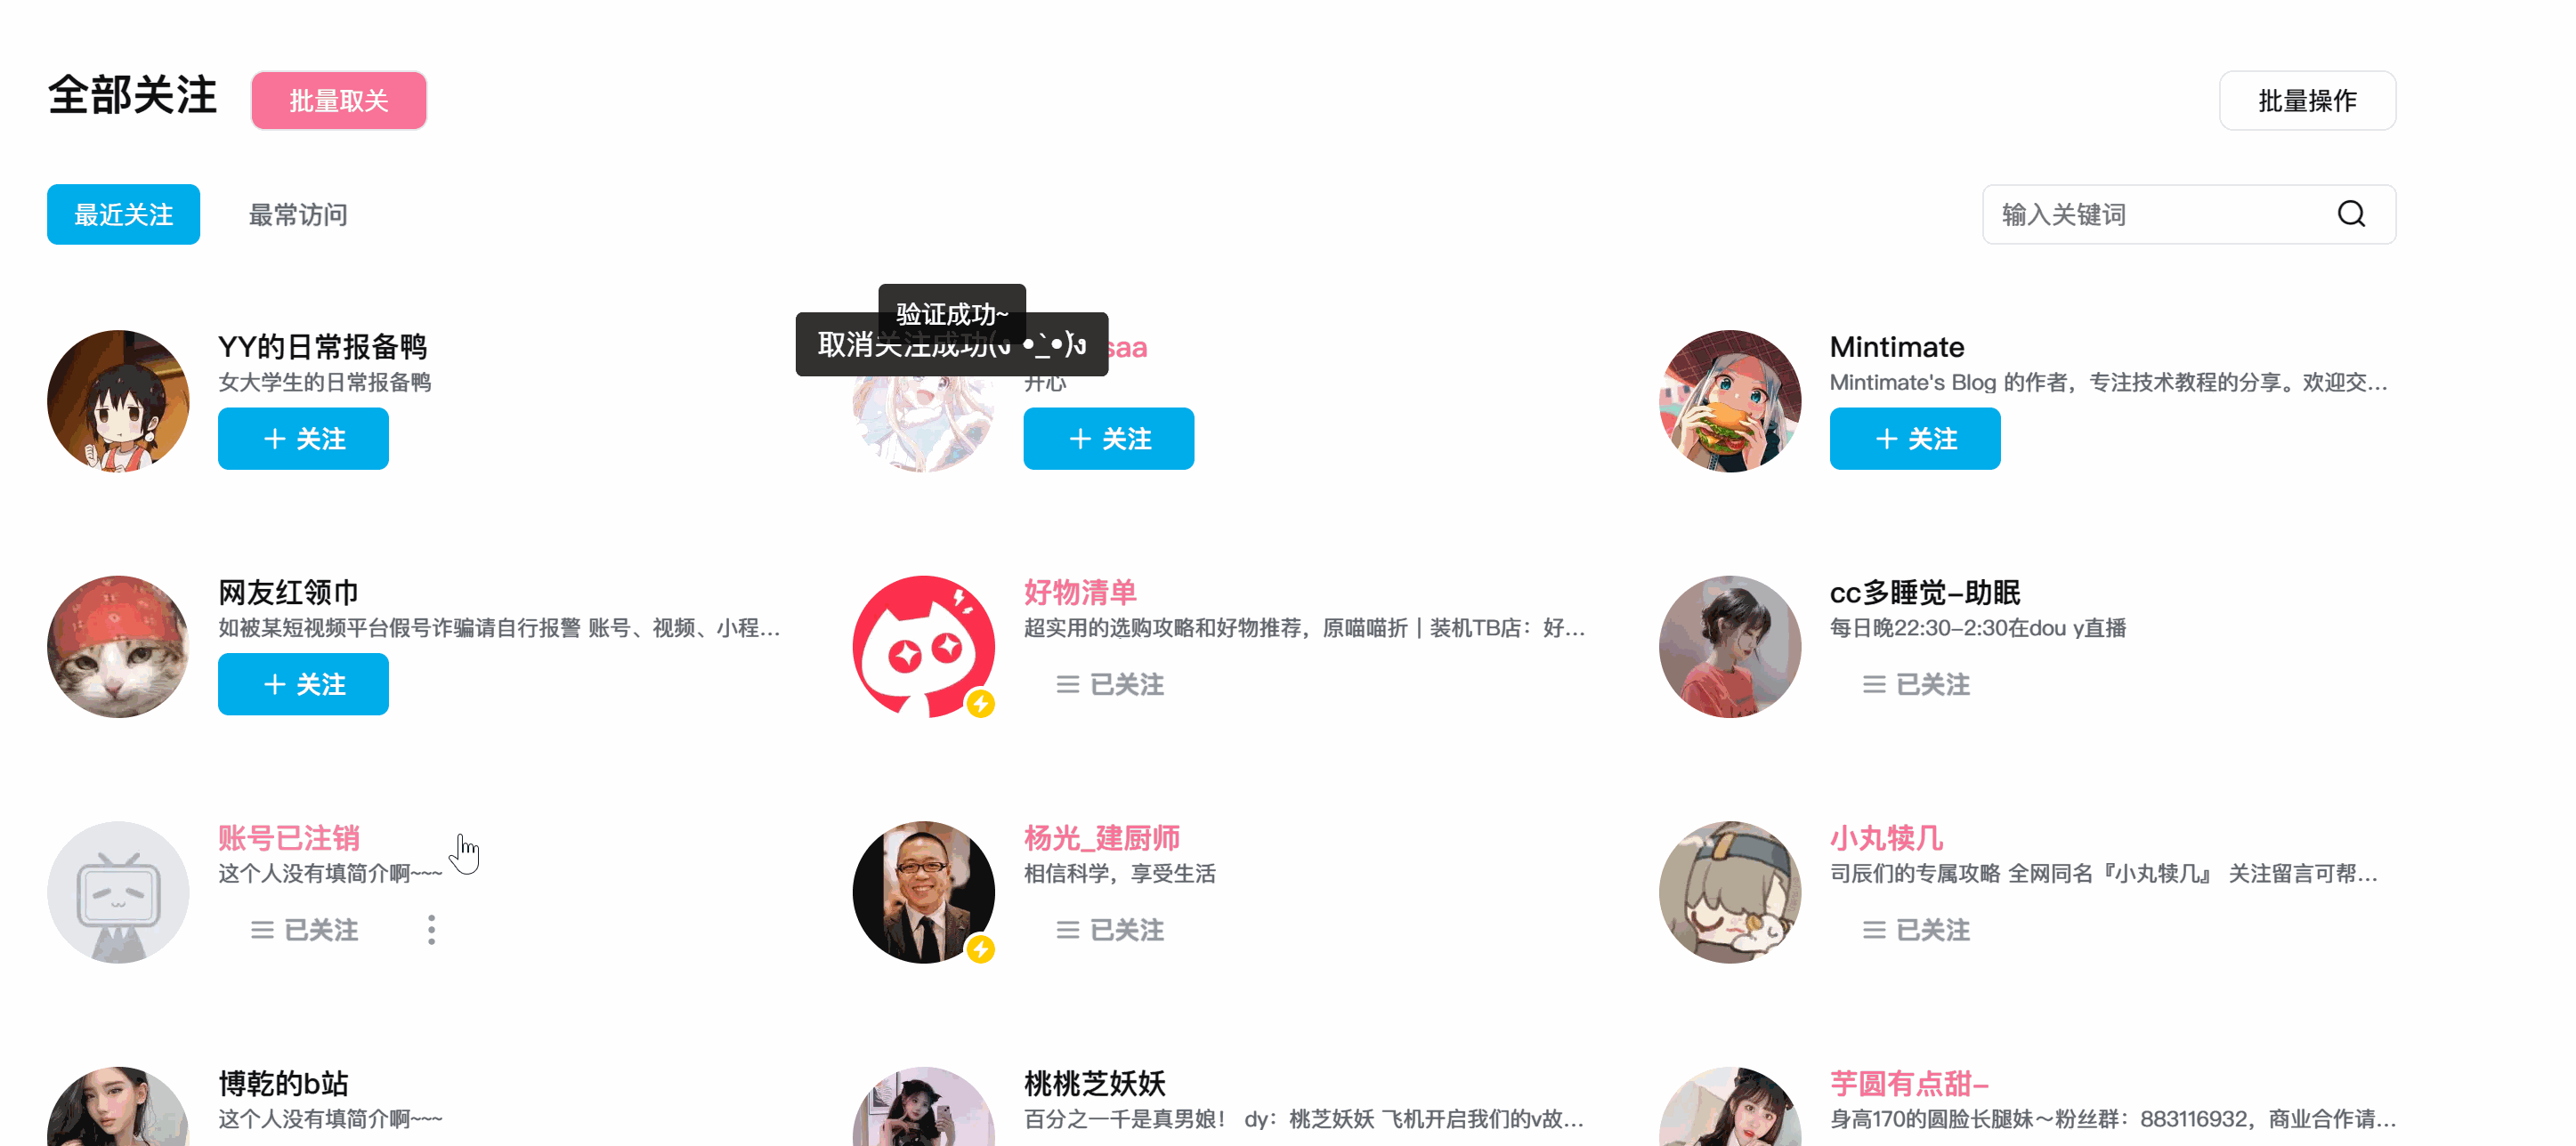 全部关注
批量取关
批量操作
最近关注
最常访问
输入关键词
验证成功~
取消关注成功(ง •̀_•́)ง
saa
YY的日常报备鸭
女大学生的日常报备鸭
+ 关注
开心
+ 关注
Mintimate
Mintimate's Blog 的作者，专注技术教程的分享。欢迎交...
+ 关注
网友红领巾
如被某短视频平台假号诈骗请自行报警 账号、视频、小程...
+ 关注
好物清单
超实用的选购攻略和好物推荐，原喵喵折｜装机TB店：好...
已关注
cc多睡觉-助眠
每日晚22:30-2:30在dou y直播
已关注
账号已注销
这个人没有填简介啊~~~
已关注
杨光_建厨师
相信科学，享受生活
已关注
小丸犊几
司辰们的专属攻略 全网同名『小丸犊几』 关注留言可帮...
已关注
博乾的b站
这个人没有填简介啊~~~
桃桃芝妖妖
百分之一千是真男娘！ dy：桃芝妖妖 飞机开启我们的v故...
芋圆有点甜-
身高170的圆脸长腿妹～粉丝群：883116932，商业合作请...